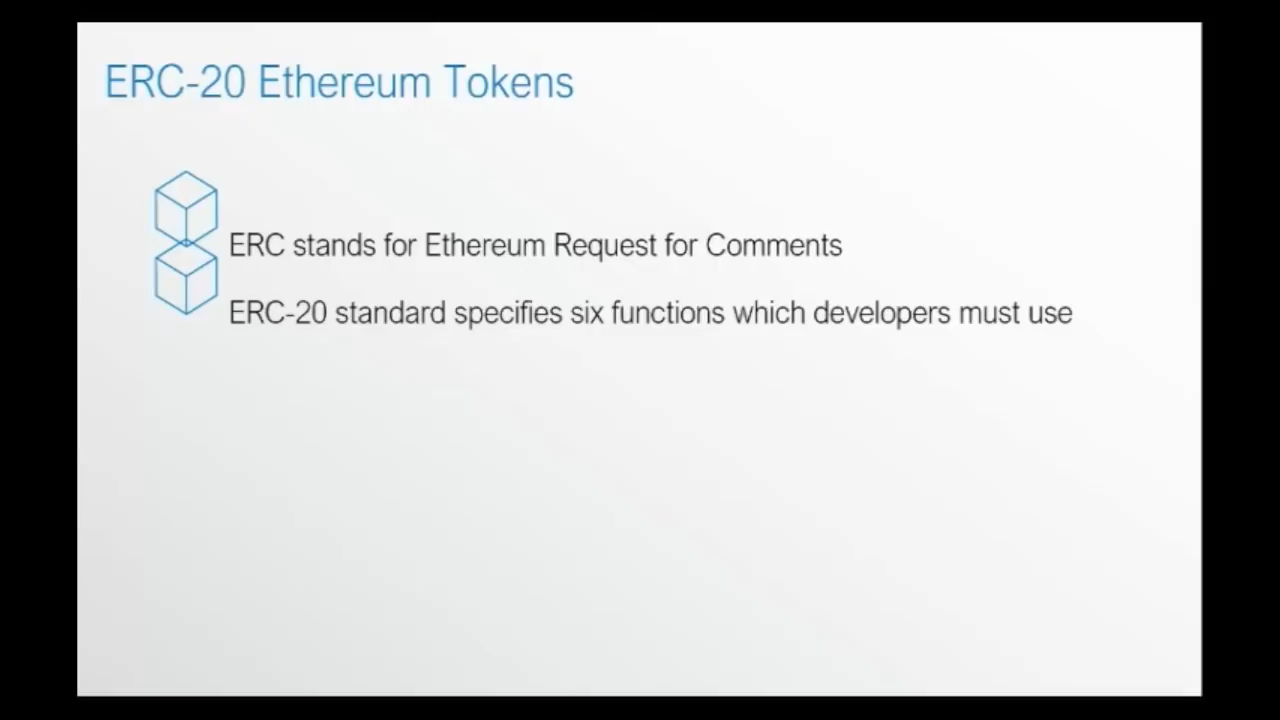 ERC-20 Ethereum Tokens
ERC stands for Ethereum Request for Comments
ERC-20 standard specifies six functions which developers must use